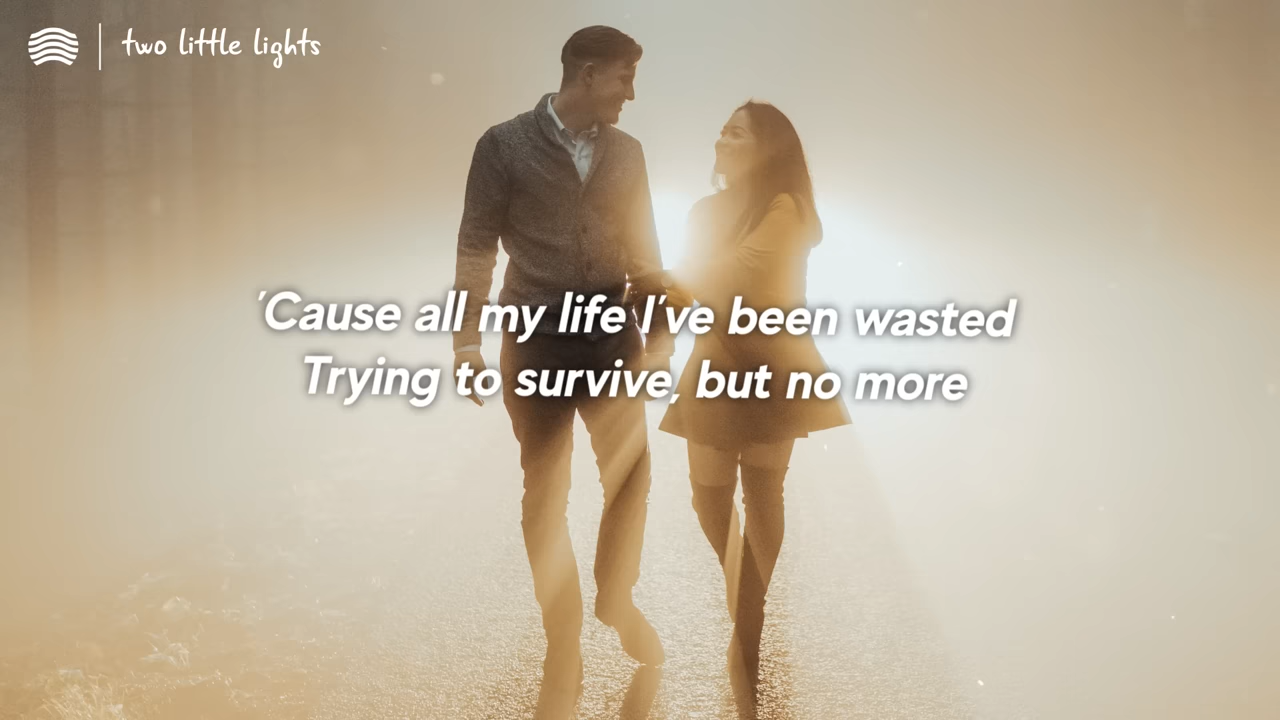 two little lights
'Cause all my life I've been wasted
Trying to survive, but no more